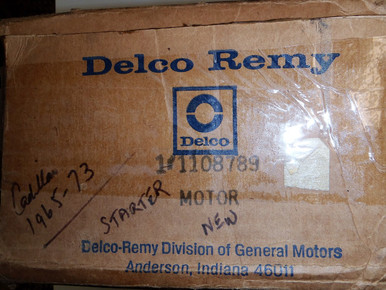 Delco Remy
Delco
1-1108789
MOTOR
Cadillac
1965-73
STARTER
NEW
Delco-Remy Division of General Motors
Anderson, Indiana 46011